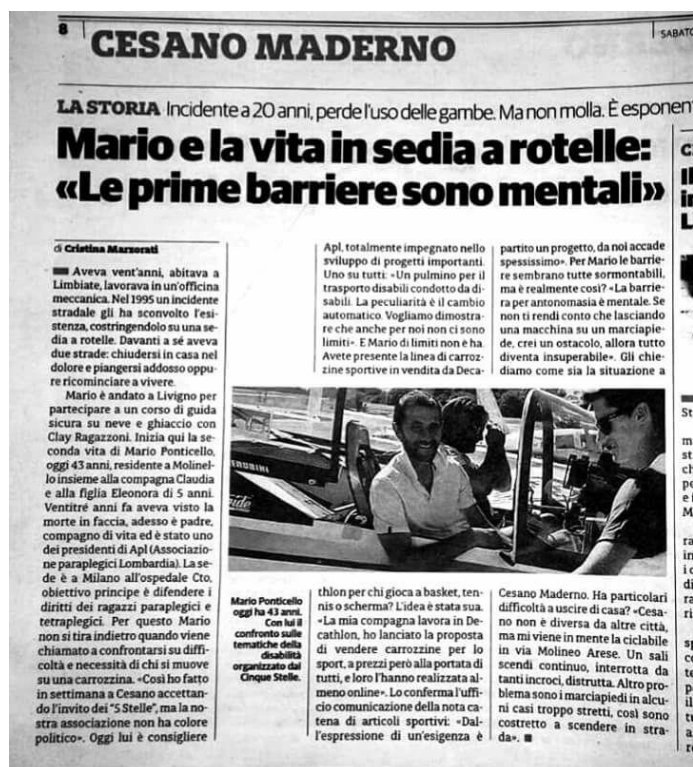 8
CESANO MADERNO
SABATO
LA STORIA Incidente a 20 anni, perde l'uso delle gambe. Ma non molla. È esponen
Mario e la vita in sedia a rotelle:
«Le prime barriere sono mentali»
di Cristina Marzorati
Aveva vent'anni, abitava a
Limbiate, lavorava in un'officina
meccanica. Nel 1995 un incidente
stradale gli ha sconvolto l'esi-
stenza, costringendolo su una se-
dia a rotelle. Davanti a sé aveva
due strade: chiudersi in casa nel
dolore e piangersi addosso oppu-
re ricominciare a vivere.
Mario è andato a Livigno per
partecipare a un corso di guida
sicura su neve e ghiaccio con
Clay Ragazzoni. Inizia qui la se-
conda vita di Mario Ponticello,
oggi 43 anni, residente a Molinel-
lo insieme alla compagna Claudia
e alla figlia Eleonora di 5 anni.
Ventitré anni fa aveva visto la
morte in faccia, adesso è padre,
compagno di vita ed è stato uno
dei presidenti di Apl (Associazio-
ne paraplegici Lombardia). La se-
de è a Milano all'ospedale Cto,
obiettivo principe è difendere i
diritti dei ragazzi paraplegici e
tetraplegici. Per questo Mario
non si tira indietro quando viene
chiamato a confrontarsi su diffi-
coltà e necessità di chi si muove
su una carrozzina. «Così ho fatto
in settimana a Cesano accettan-
do l'invito dei "5 Stelle", ma la no-
stra associazione non ha colore
politico». Oggi lui è consigliere
Apl, totalmente impegnato nello
sviluppo di progetti importanti.
Uno su tutti: «Un pulmino per il
trasporto disabili condotto da di-
sabili. La peculiarità è il cambio
automatico. Vogliamo dimostra-
re che anche per noi non ci sono
limiti». E Mario di limiti non è ha.
Avete presente la linea di carroz-
zine sportive in vendita da Deca-
thlon per chi gioca a basket, ten-
nis o scherma? L'idea è stata sua.
«La mia compagna lavora in De-
cathlon, ho lanciato la proposta
di vendere carrozzine per lo
sport, a prezzi però alla portata di
tutti, e loro l'hanno realizzata al-
meno online». Lo conferma l'uffi-
cio comunicazione della nota ca-
tena di articoli sportivi: «Dal-
l'espressione di un'esigenza è
partito un progetto, da noi accade
spessissimo». Per Mario le barrie-
re sembrano tutte sormontabili,
ma è realmente così? «La barrie-
ra per antonomasia è mentale. Se
non ti rendi conto che lasciando
una macchina su un marciapie-
de, crei un ostacolo, allora tutto
diventa insuperabile». Gli chie-
diamo come sia la situazione a
Cesano Maderno. Ha particolari
difficoltà a uscire di casa? «Cesa-
no non è diversa da altre città,
ma mi viene in mente la ciclabile
in via Molineo Arese. Un sali
scendi continuo, interrotta da
tanti incroci, distrutta. Altro pro-
blema sono i marciapiedi in alcu-
ni casi troppo stretti, così sono
costretto a scendere in stra-
da».
Mario Ponticello
oggi ha 43 anni.
Con lui il
confronto sulle
tematiche della
disabilità
organizzato dai
Cinque Stelle.